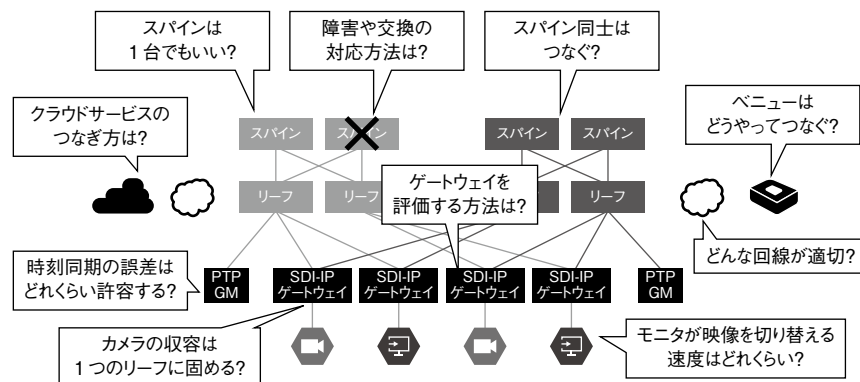 スパインは
1台でもいい?
障害や交換の
対応方法は?
スパイン同士は
つなぐ?
クラウドサービスの
つなぎ方は?
ベニューは
どうやってつなぐ?
スパイン
スパイン
スパイン
スパイン
リーフ
リーフ
ゲートウェイを
評価する方法は?
リーフ
どんな回線が適切?
時刻同期の誤差は
どれくらい許容する?
PTP
GM
SDI-IP
ゲートウェイ
SDI-IP
ゲートウェイ
SDI-IP
ゲートウェイ
SDI-IP
ゲートウェイ
PTP
GM
カメラの収容は
1つのリーフに固める?
モニタが映像を切り替える
速度はどれくらい?